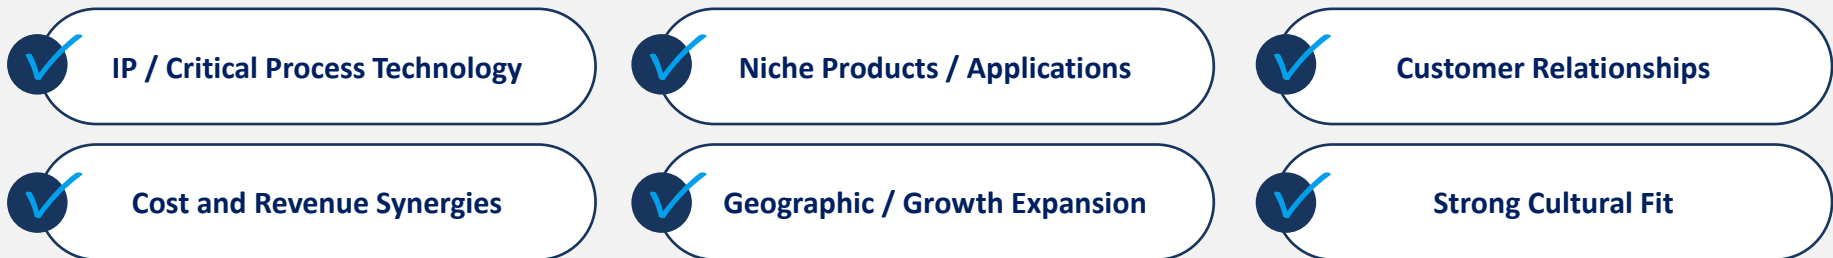 IP / Critical Process Technology
Niche Products / Applications
Customer Relationships
Cost and Revenue Synergies
Geographic / Growth Expansion
Strong Cultural Fit